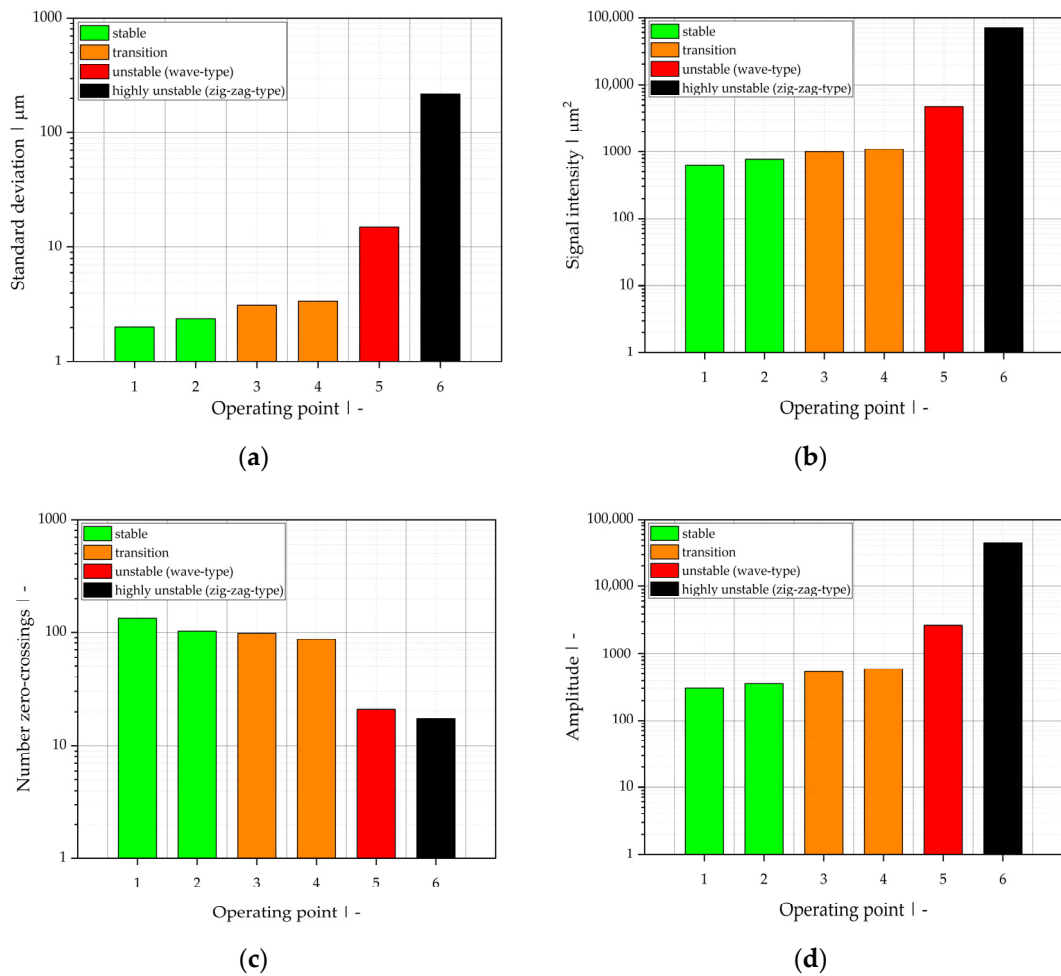 1000
100
10
1
Standard deviation | μm
stable
transition
unstable (wave-type)
highly unstable (zig-zag-type)
1 2 3 4 5 6
Operating point | -
(a)
100,000
10,000
1000
100
10
1
Signal intensity | μm²
stable
transition
unstable (wave-type)
highly unstable (zig-zag-type)
1 2 3 4 5 6
Operating point | -
(b)
1000
100
10
1
Number zero-crossings | -
stable
transition
unstable (wave-type)
highly unstable (zig-zag-type)
1 2 3 4 5 6
Operating point | -
(c)
100,000
10,000
1000
100
10
1
Amplitude | -
stable
transition
unstable (wave-type)
highly unstable (zig-zag-type)
1 2 3 4 5 6
Operating point | -
(d)